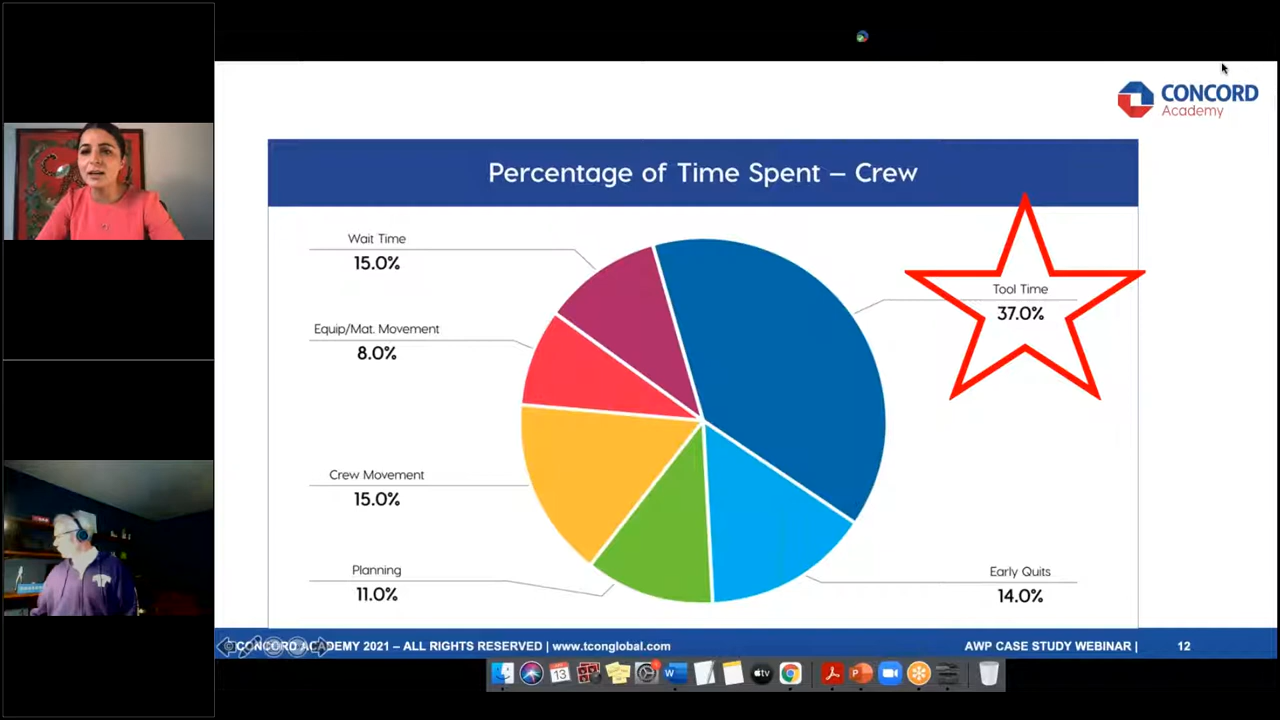 CONCORD
Academy
Percentage of Time Spent – Crew
Wait Time
15.0%
Equip/Mat. Movement
8.0%
Crew Movement
15.0%
Planning
11.0%
Tool Time
37.0%
Early Quits
14.0%
©CONCORD ACADEMY 2021 – ALL RIGHTS RESERVED | www.tconglobal.com
AWP CASE STUDY WEBINAR |
12
13
W
tv